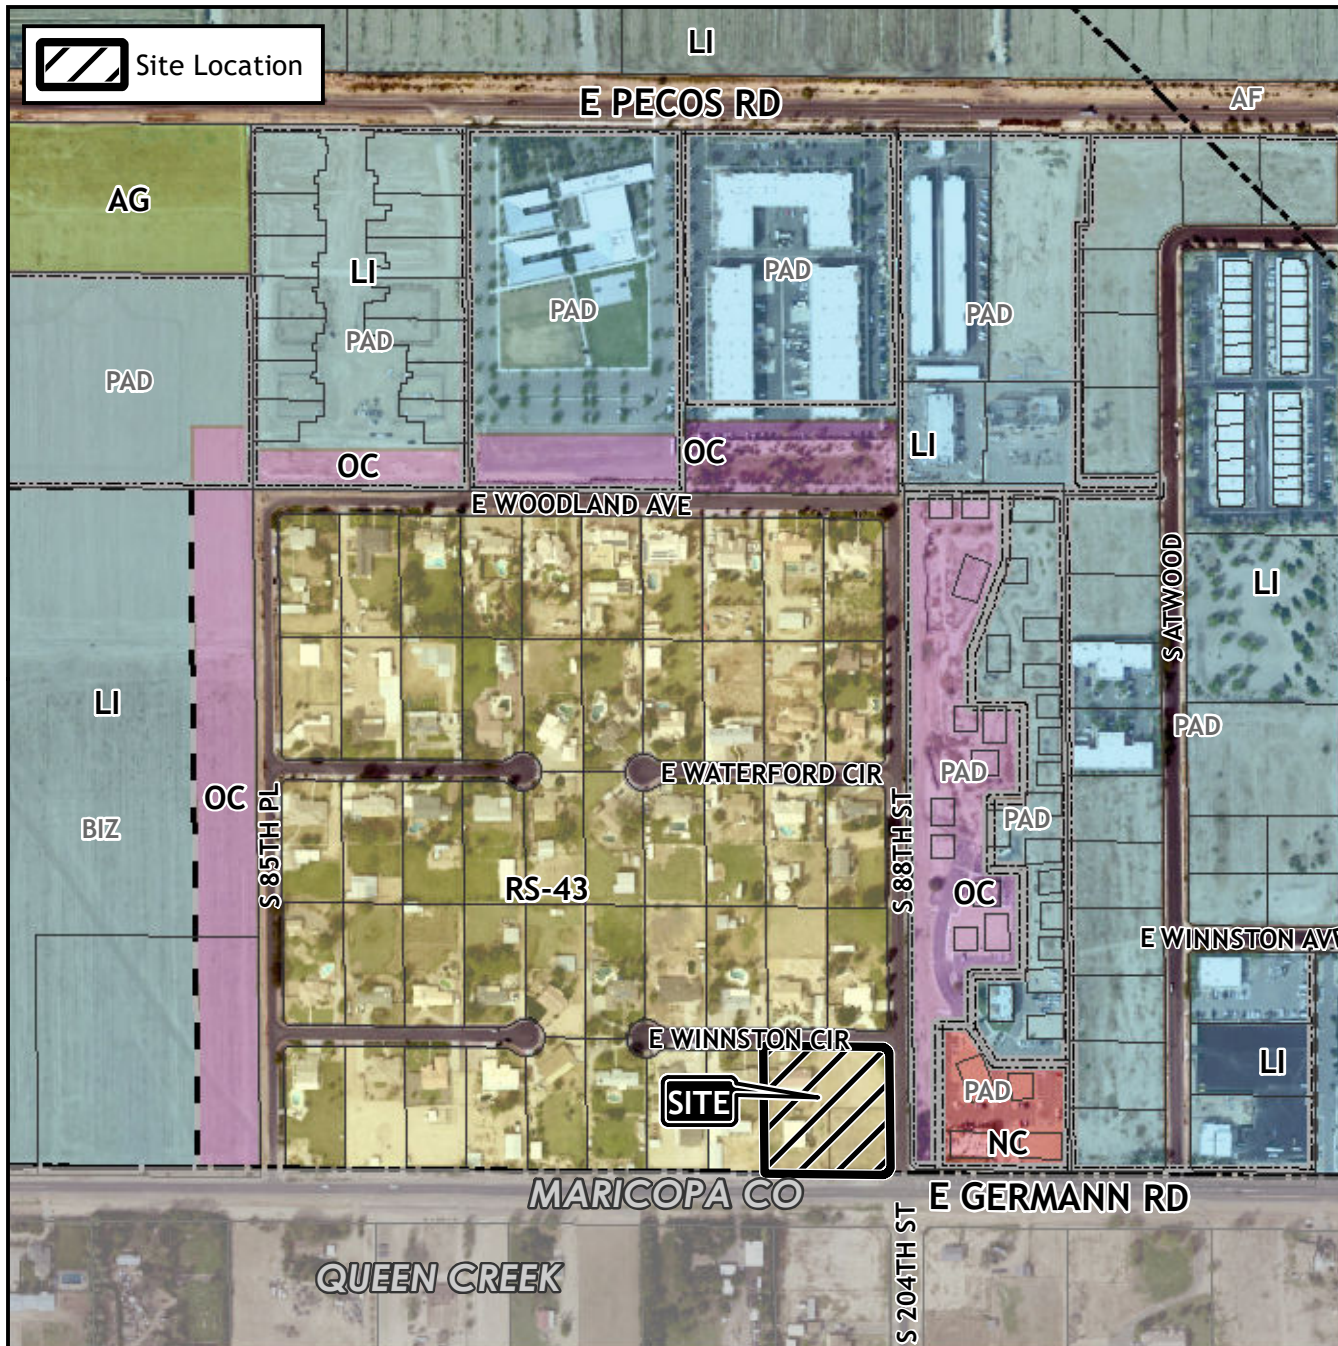 LI
Site Location
E PECOS RD
AF
AG
LI
PAD
PAD
PAD
PAD
PAD
OC
OC
LI
E WOODLAND AVE
S ATWOOD
LI
LI
PAD
E WATERFORD CIR
PAD
OC
S 85TH PL
S 88TH ST
PAD
BIZ
RS-43
OC
E WINNSTON AVE
E WINNSTON CIR
LI
SITE
PAD
NC
MARICOPA CO
E GERMANN RD
S 204TH ST
QUEEN CREEK